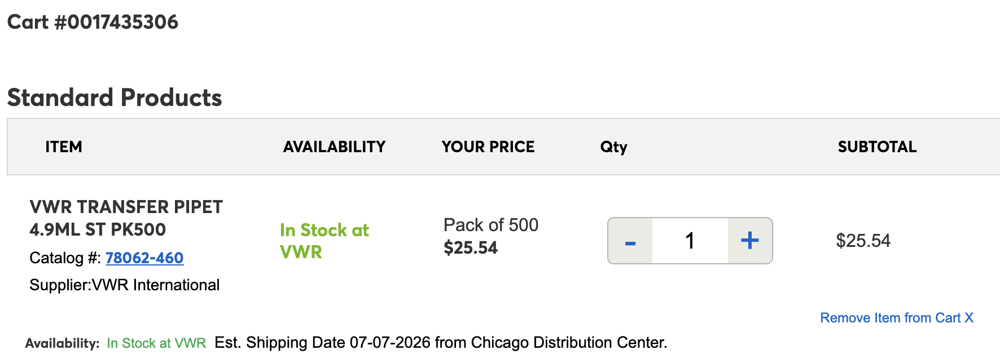 Cart #0017435306
Standard Products
ITEM AVAILABILITY YOUR PRICE Qty SUBTOTAL
VWR TRANSFER PIPET
4.9ML ST PK500
Catalog #: 78062-460
Supplier:VWR International
In Stock at
VWR
Pack of 500
$25.54
- 1 +
$25.54
Remove Item from Cart X
Availability: In Stock at VWR Est. Shipping Date 07-07-2026 from Chicago Distribution Center.